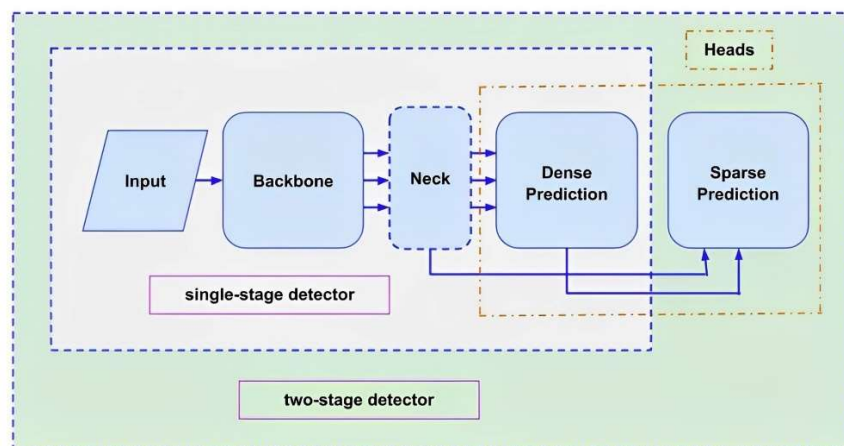 Heads
Input
Backbone
Neck
Dense
Prediction
Sparse
Prediction
single-stage detector
two-stage detector